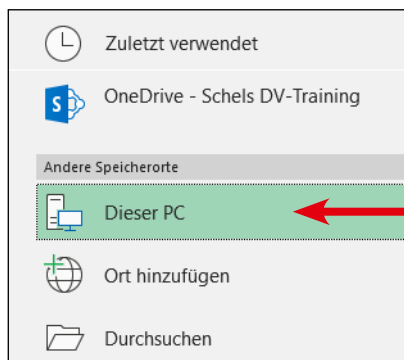 Zuletzt verwendet
OneDrive - Schels DV-Training
Andere Speicherorte
Dieser PC
Ort hinzufügen
Durchsuchen